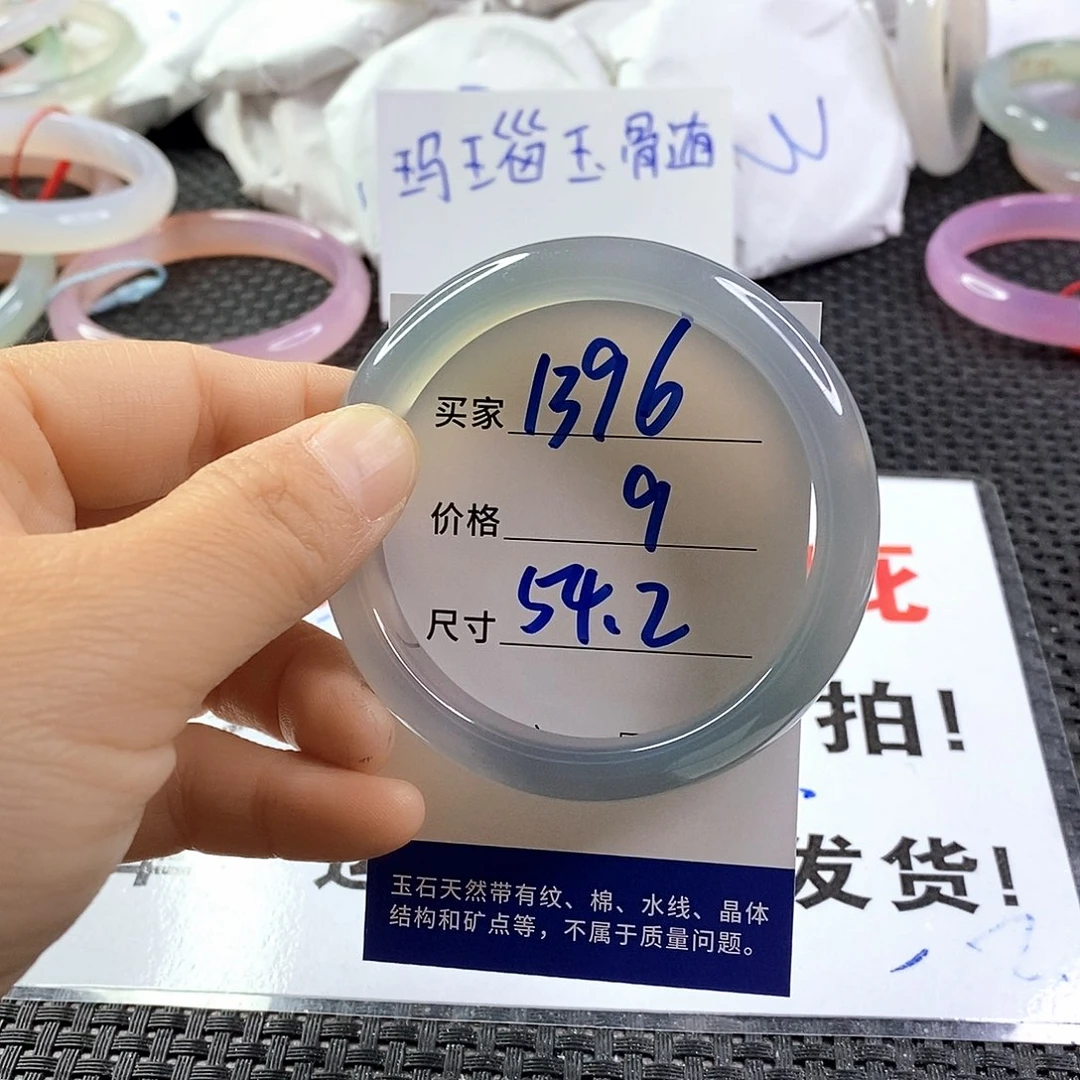 玛瑙玉骨髓
买家 1396
价格 9
尺寸 54.2
死
拍！
发货！
玉石天然带有纹、棉、水线、晶体
结构和矿点等，不属于质量问题。